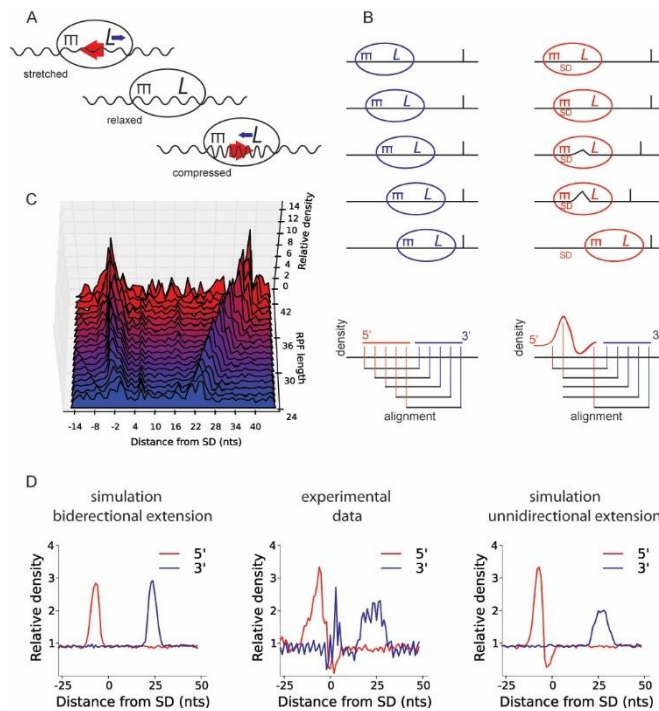 A
m L
stretched
m L
relaxed
m L
compressed
B
m L
m L
SD
m L
m L
SD
m L
m L
SD
m L
m L
SD
m L
SD m L
density
5' 3'
alignment
density
5' 3'
alignment
C
14
12
10
8
6
4
2
0
Relative density
42
36
30
24
RPF length
-14 -8 -2 4 10 16 22 28 34 40
Distance from SD (nts)
D
simulation
biderectional extension
Relative density
4
3
2
1
5'
3'
-25 0 25 50
Distance from SD (nts)
experimental
data
Relative density
4
3
2
1
5'
3'
-25 0 25 50
Distance from SD (nts)
simulation
unnidirectional extension
Relative density
4
3
2
1
5'
3'
-25 0 25 50
Distance from SD (nts)